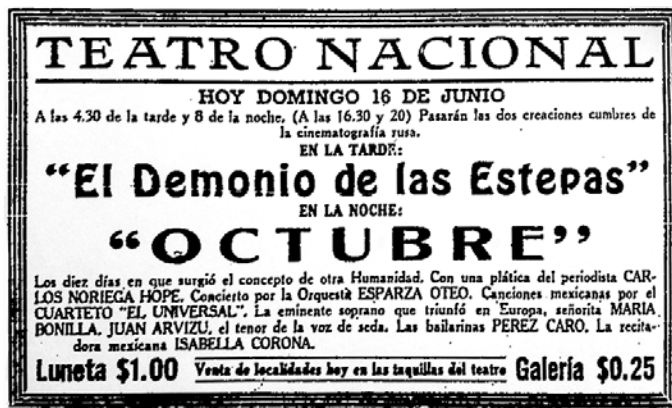 TEATRO NACIONAL
HOY DOMINGO 16 DE JUNIO
A las 4.30 de la tarde y 8 de la noche, (A las 16.30 y 20) Pasarán las dos creaciones cumbres de
la cinematografía rusa.
EN LA TARDE:
“El Demonio de las Estepas”
EN LA NOCHE:
“OCTUBRE”
Los diez días en que surgió el concepto de otra Humanidad. Con una plática del periodista CAR-
LOS NORIEGA HOPE. Concierto por la Orquesta ESPARZA OTEO. Canciones mexicanas por el
CUARTETO “EL UNIVERSAL”. La eminente soprano que triunfó en Europa, señorita MARIA
BONILLA. JUAN ARVIZU, el tenor de la voz de seda. Las bailarinas PEREZ CARO. La recita-
dora mexicana ISABELLA CORONA.
Luneta $1.00 Venta de localidades hoy en las taquillas del teatro Galería $0.25